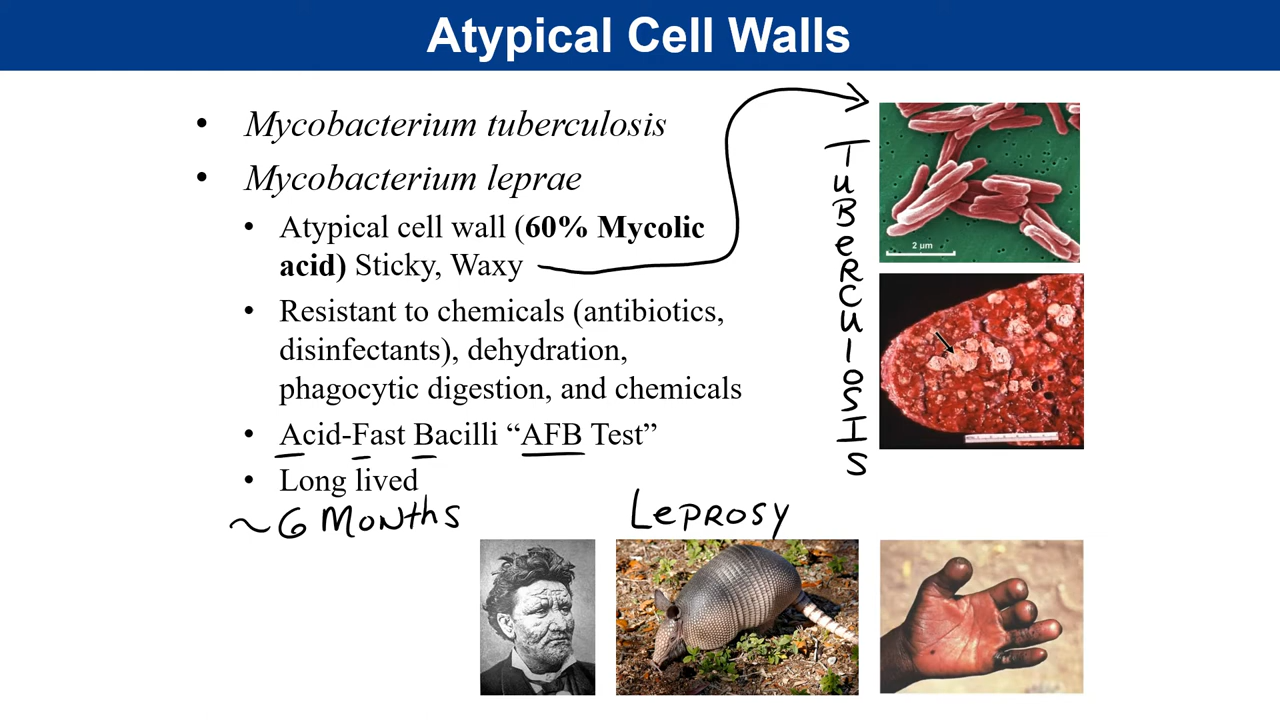 Atypical Cell Walls
• Mycobacterium tuberculosis
• Mycobacterium leprae
• Atypical cell wall (60% Mycolic
acid) Sticky, Waxy
• Resistant to chemicals (antibiotics,
disinfectants), dehydration,
phagocytic digestion, and chemicals
• Acid-Fast Bacilli “AFB Test”
• Long lived
~6 Months
TuBeRCuLOSIS
2 µm
LePROSY